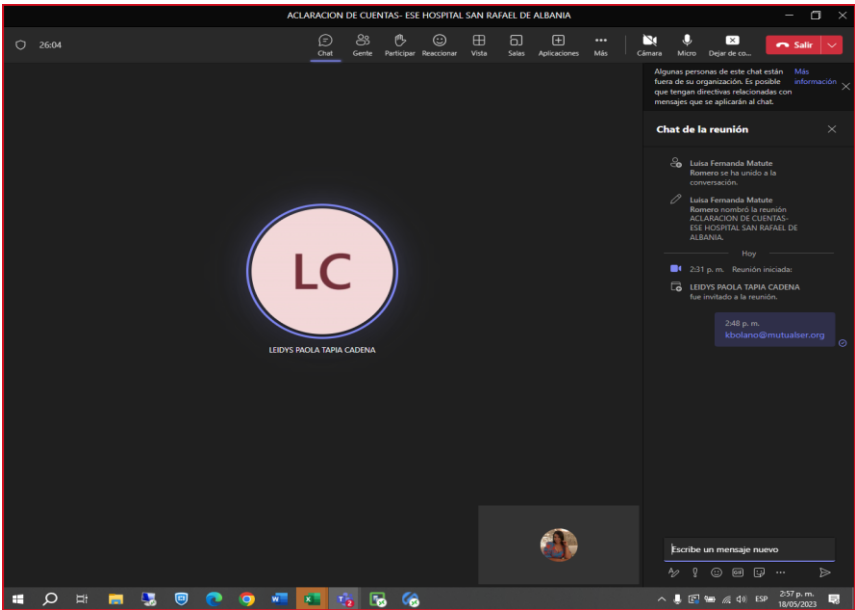 ACLARACION DE CUENTAS- ESE HOSPITAL SAN RAFAEL DE ALBANIA
26:04
Chat
Gente
Participar
Reaccionar
Vista
Salas
Aplicaciones
Más
Cámara
Micro
Dejar de co...
Salir
Algunas personas de este chat están Más
fuera de su organización. Es posible información
que tengan directivas relacionadas con
mensajes que se aplicarán al chat.
Chat de la reunión
Luisa Fernanda Matute
Romero se ha unido a la
conversación.
Luisa Fernanda Matute
Romero nombró la reunión
ACLARACION DE CUENTAS-
ESE HOSPITAL SAN RAFAEL DE
ALBANIA.
Hoy
2:31 p. m. Reunión iniciada:
LEIDYS PAOLA TAPIA CADENA
fue invitado a la reunión.
2:48 p. m.
kbolano@mutualser.org
LC
LEIDYS PAOLA TAPIA CADENA
Escribe un mensaje nuevo
GIF
ESP
2:57 p. m.
18/05/2023